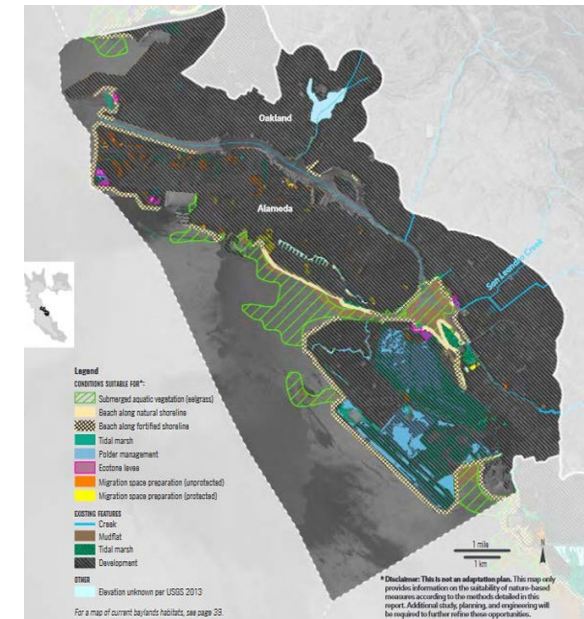 Oakland
Alameda
San Leandro Creek
Legend
CONDITIONS SUITABLE FOR*:
Submerged aquatic vegetation (eelgrass)
Beach along natural shoreline
Beach along fortified shoreline
Tidal marsh
Polder management
Ecotone levee
Migration space preparation (unprotected)
Migration space preparation (protected)
EXISTING FEATURES
Creek
Mudflat
Tidal marsh
Development
OTHER
Elevation unknown per USGS 2013
For a map of current baylands habitats, see page 39.
1 mile
1 km
N
* Disclaimer: This is not an adaptation plan. This map only
provides information on the suitability of nature-based
measures according to the methods detailed in this
report. Additional study, planning, and engineering will
be required to further refine these opportunities.